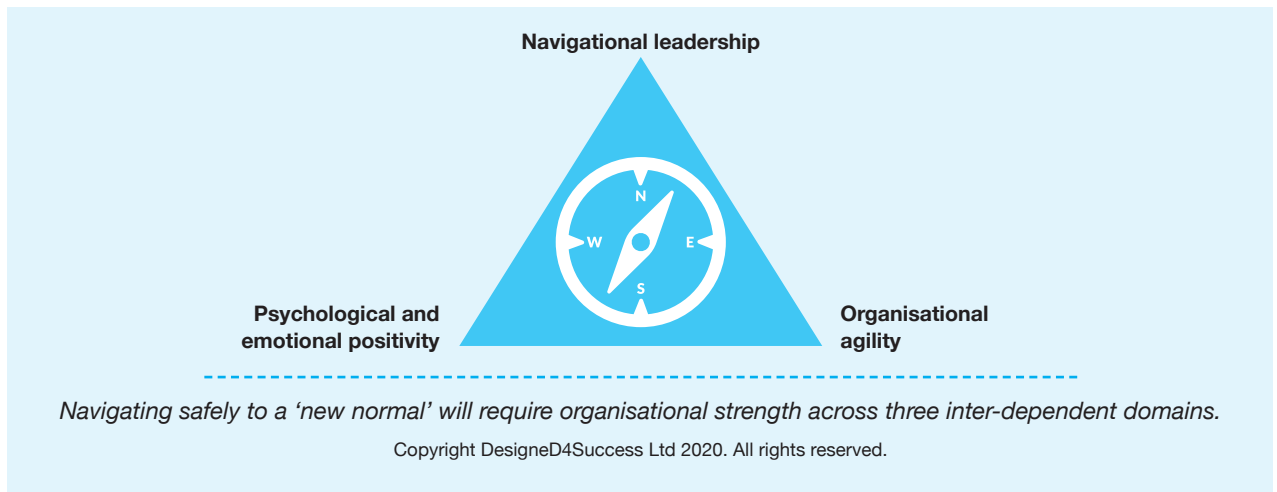 Navigational leadership
N
W
E
S
Psychological and
emotional positivity
Organisational
agility
Navigating safely to a ‘new normal’ will require organisational strength across three inter-dependent domains.
Copyright DesigneD4Success Ltd 2020. All rights reserved.